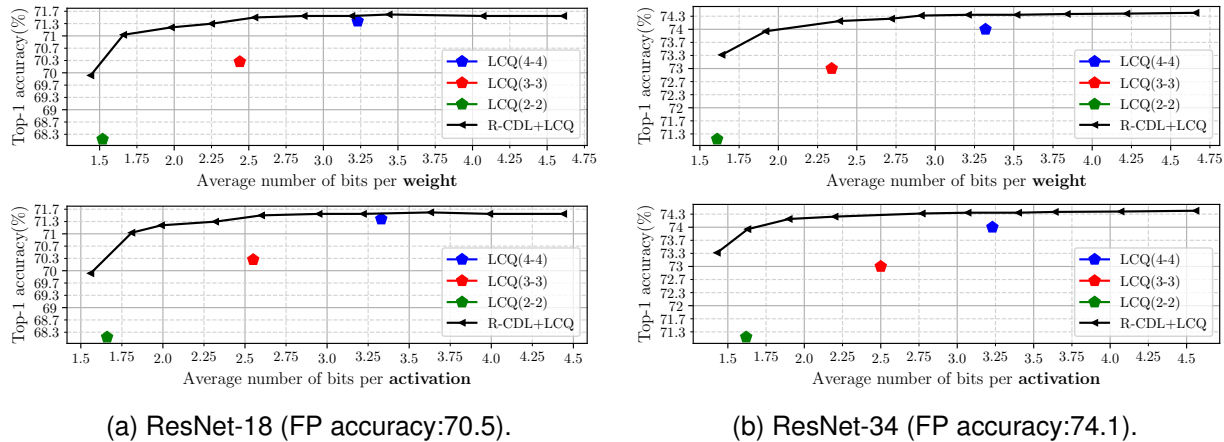 Top-1 accuracy(%)
71.7
71.3
71
70.7
70.3
70
69.7
69.3
69
68.7
68.3
LCQ(4-4)
LCQ(3-3)
LCQ(2-2)
R-CDL+LCQ
1.5 1.75 2.0 2.25 2.5 2.75 3.0 3.25 3.5 3.75 4.0 4.25 4.5 4.75
Average number of bits per weight
Top-1 accuracy(%)
74.3
74
73.7
73.3
73
72.7
72.3
72
71.7
71.3
LCQ(4-4)
LCQ(3-3)
LCQ(2-2)
R-CDL+LCQ
1.5 1.75 2.0 2.25 2.5 2.75 3.0 3.25 3.5 3.75 4.0 4.25 4.5 4.75
Average number of bits per weight
Top-1 accuracy(%)
71.7
71.3
71
70.7
70.3
70
69.7
69.3
69
68.7
68.3
LCQ(4-4)
LCQ(3-3)
LCQ(2-2)
R-CDL+LCQ
1.5 1.75 2.0 2.25 2.5 2.75 3.0 3.25 3.5 3.75 4.0 4.25 4.5
Average number of bits per activation
Top-1 accuracy(%)
74.3
74
73.7
73.3
73
72.7
72.3
72
71.7
71.3
LCQ(4-4)
LCQ(3-3)
LCQ(2-2)
R-CDL+LCQ
1.5 1.75 2.0 2.25 2.5 2.75 3.0 3.25 3.5 3.75 4.0 4.25 4.5
Average number of bits per activation
(a) ResNet-18 (FP accuracy:70.5).
(b) ResNet-34 (FP accuracy:74.1).